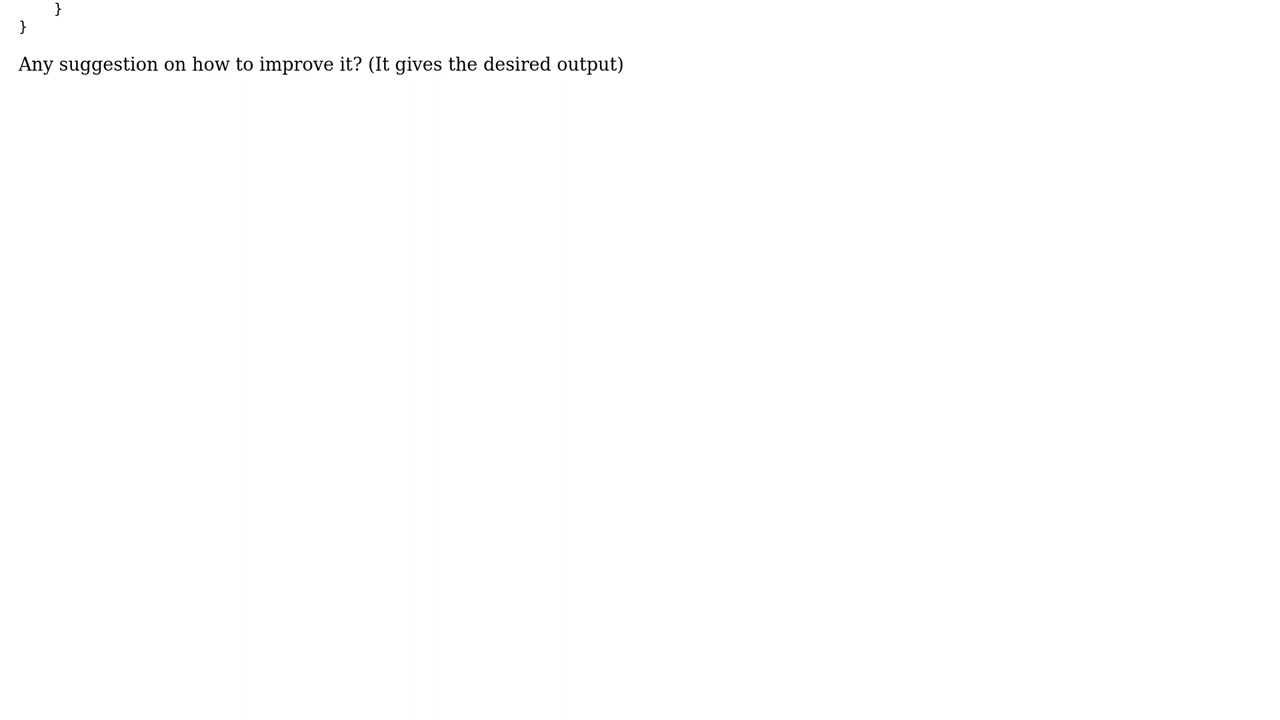 }
}
Any suggestion on how to improve it? (It gives the desired output)